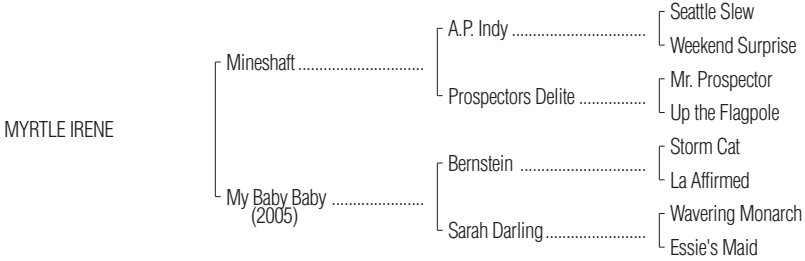 Seattle Slew
A.P. Indy ................................
Weekend Surprise
Mineshaft ..............................
Mr. Prospector
Prospectors Delite ................
Up the Flagpole
MYRTLE IRENE
Storm Cat
Bernstein ..............................
La Affirmed
My Baby Baby ......................
(2005)
Wavering Monarch
Sarah Darling........................
Essie's Maid